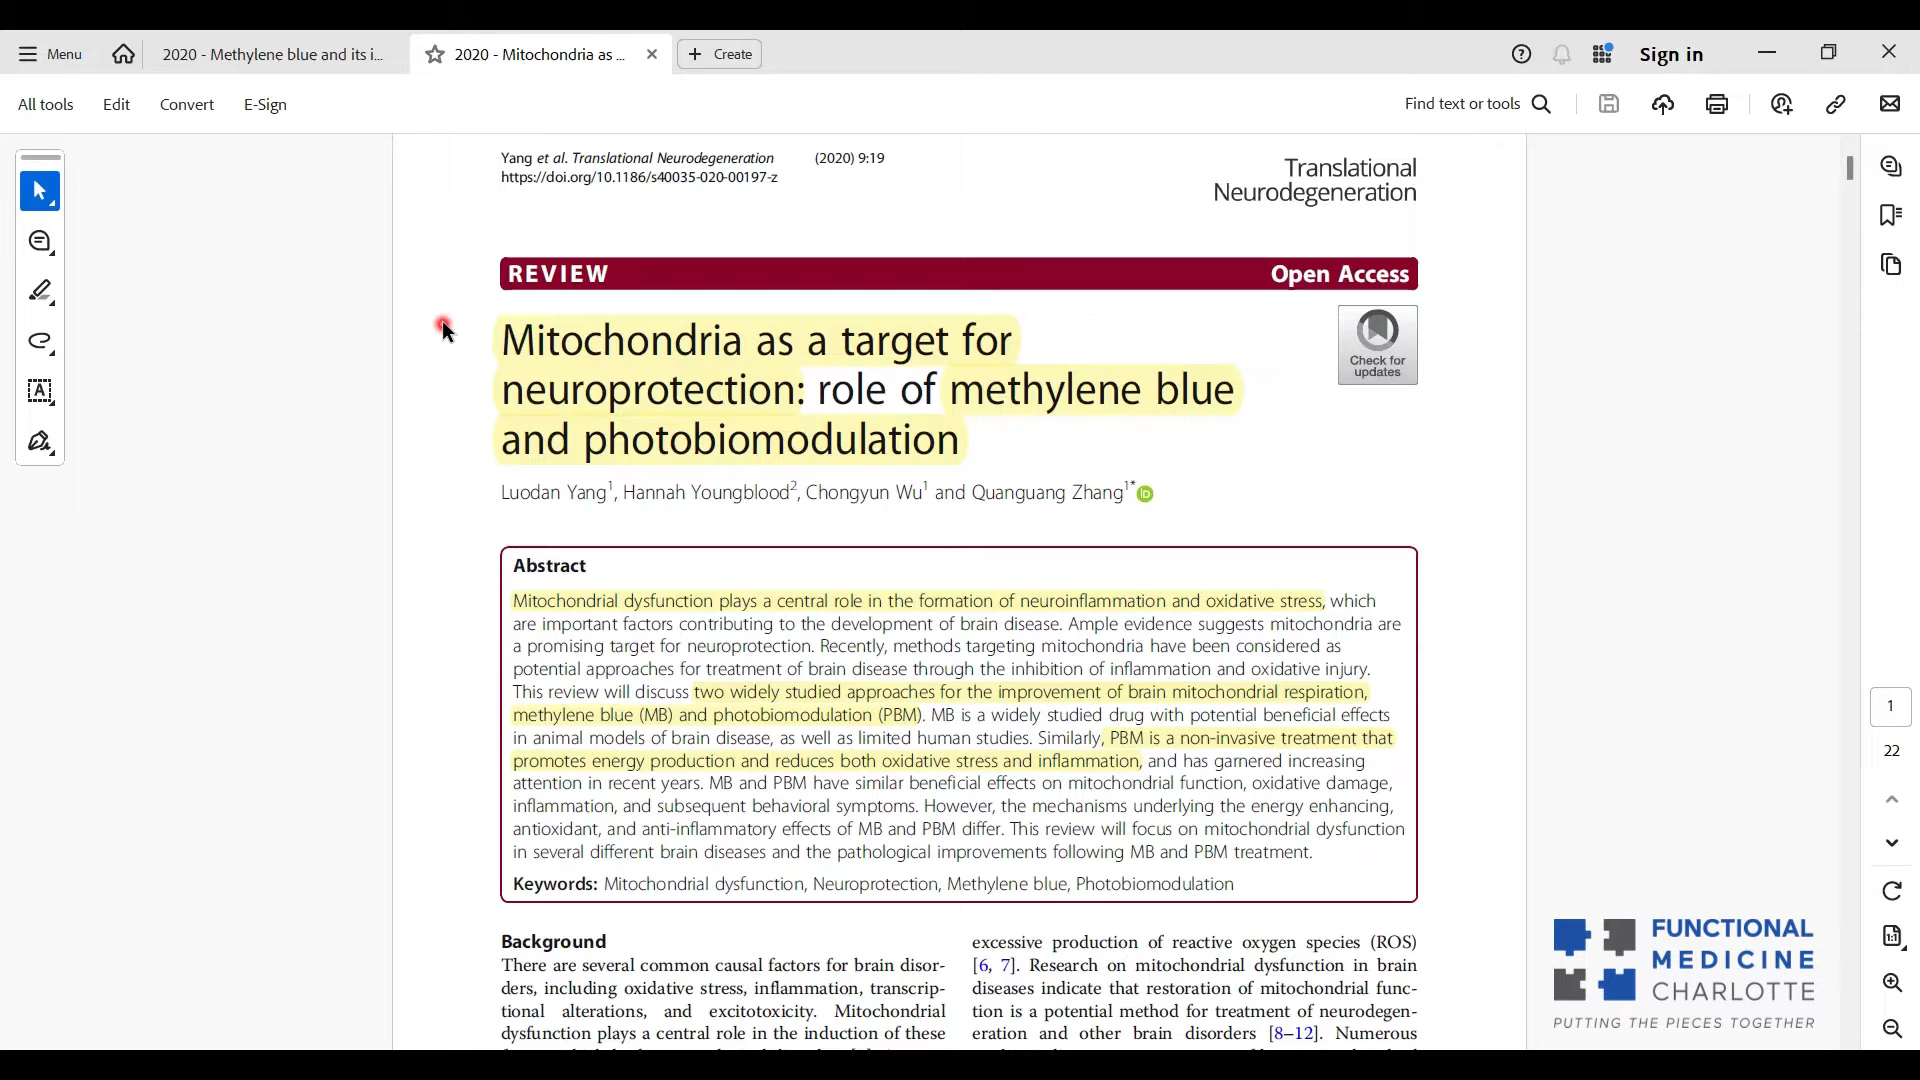 Menu
2020 - Methylene blue and its i...
2020 - Mitochondria as ...
Create
Sign in
All tools
Edit
Convert
E-Sign
Find text or tools
Yang et al. Translational Neurodegeneration (2020) 9:19
https://doi.org/10.1186/s40035-020-00197-z
Translational
Neurodegeneration
REVIEW
Open Access
Mitochondria as a target for
neuroprotection: role of methylene blue
and photobiomodulation
Check for
updates
Luodan Yang1, Hannah Youngblood2, Chongyun Wu1 and Quanguang Zhang1* iD
Abstract
Mitochondrial dysfunction plays a central role in the formation of neuroinflammation and oxidative stress, which
are important factors contributing to the development of brain disease. Ample evidence suggests mitochondria are
a promising target for neuroprotection. Recently, methods targeting mitochondria have been considered as
potential approaches for treatment of brain disease through the inhibition of inflammation and oxidative injury.
This review will discuss two widely studied approaches for the improvement of brain mitochondrial respiration,
methylene blue (MB) and photobiomodulation (PBM). MB is a widely studied drug with potential beneficial effects
in animal models of brain disease, as well as limited human studies. Similarly, PBM is a non-invasive treatment that
promotes energy production and reduces both oxidative stress and inflammation, and has garnered increasing
attention in recent years. MB and PBM have similar beneficial effects on mitochondrial function, oxidative damage,
inflammation, and subsequent behavioral symptoms. However, the mechanisms underlying the energy enhancing,
antioxidant, and anti-inflammatory effects of MB and PBM differ. This review will focus on mitochondrial dysfunction
in several different brain diseases and the pathological improvements following MB and PBM treatment.
Keywords: Mitochondrial dysfunction, Neuroprotection, Methylene blue, Photobiomodulation
Background
There are several common causal factors for brain disor-
ders, including oxidative stress, inflammation, transcrip-
tional alterations, and excitotoxicity. Mitochondrial
dysfunction plays a central role in the induction of these
excessive production of reactive oxygen species (ROS)
[6, 7]. Research on mitochondrial dysfunction in brain
diseases indicate that restoration of mitochondrial func-
tion is a potential method for treatment of neurodegen-
eration and other brain disorders [8–12]. Numerous
1
22
1:1
FUNCTIONAL
MEDICINE
CHARLOTTE
PUTTING THE PIECES TOGETHER